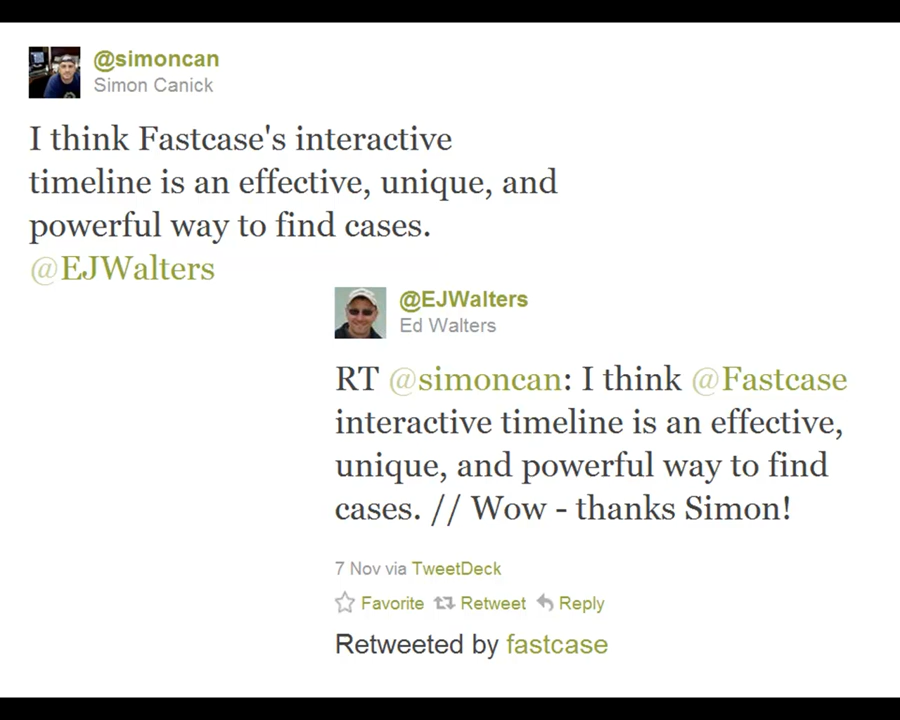 @simoncan
Simon Canick
I think Fastcase's interactive
timeline is an effective, unique, and
powerful way to find cases.
@EJWalters
@EJWalters
Ed Walters
RT @simoncan: I think @Fastcase
interactive timeline is an effective,
unique, and powerful way to find
cases. // Wow - thanks Simon!
7 Nov via TweetDeck
Favorite Retweet Reply
Retweeted by fastcase